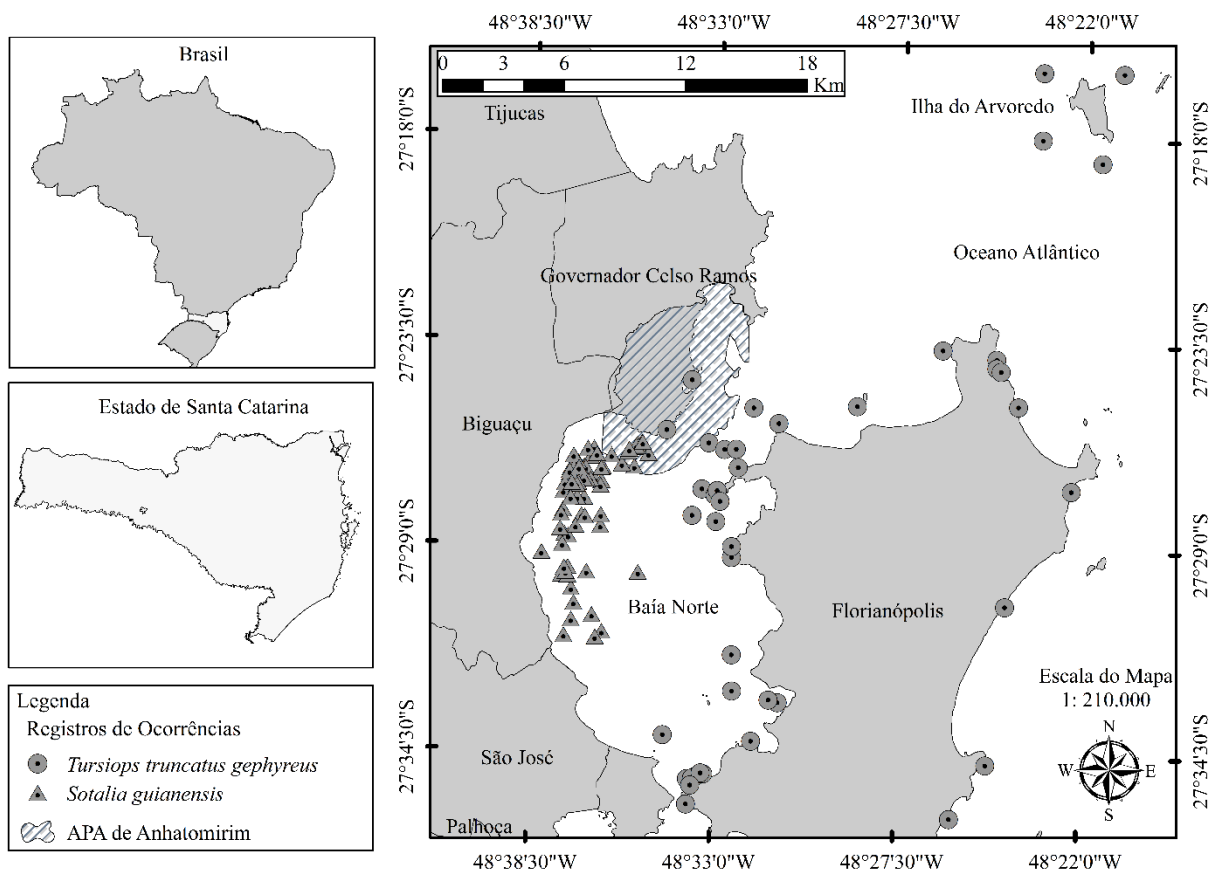 Brasil
Estado de Santa Catarina
Legenda
Registros de Ocorrências
Tursiops truncatus gephyreus
Sotalia guianensis
APA de Anhatomirim
48°38'30"W 48°33'0"W 48°27'30"W 48°22'0"W
0 3 6 12 18
Km
Tijucas
Ilha do Arvoredo
27°18'0"S
27°18'0"S
Oceano Atlântico
Governador Celso Ramos
27°23'30"S
27°23'30"S
Biguaçu
27°29'0"S
27°29'0"S
Baía Norte
Florianópolis
Escala do Mapa
1: 210.000
N
W E
S
27°34'30"S
27°34'30"S
São José
Palhoça
48°38'30"W 48°33'0"W 48°27'30"W 48°22'0"W